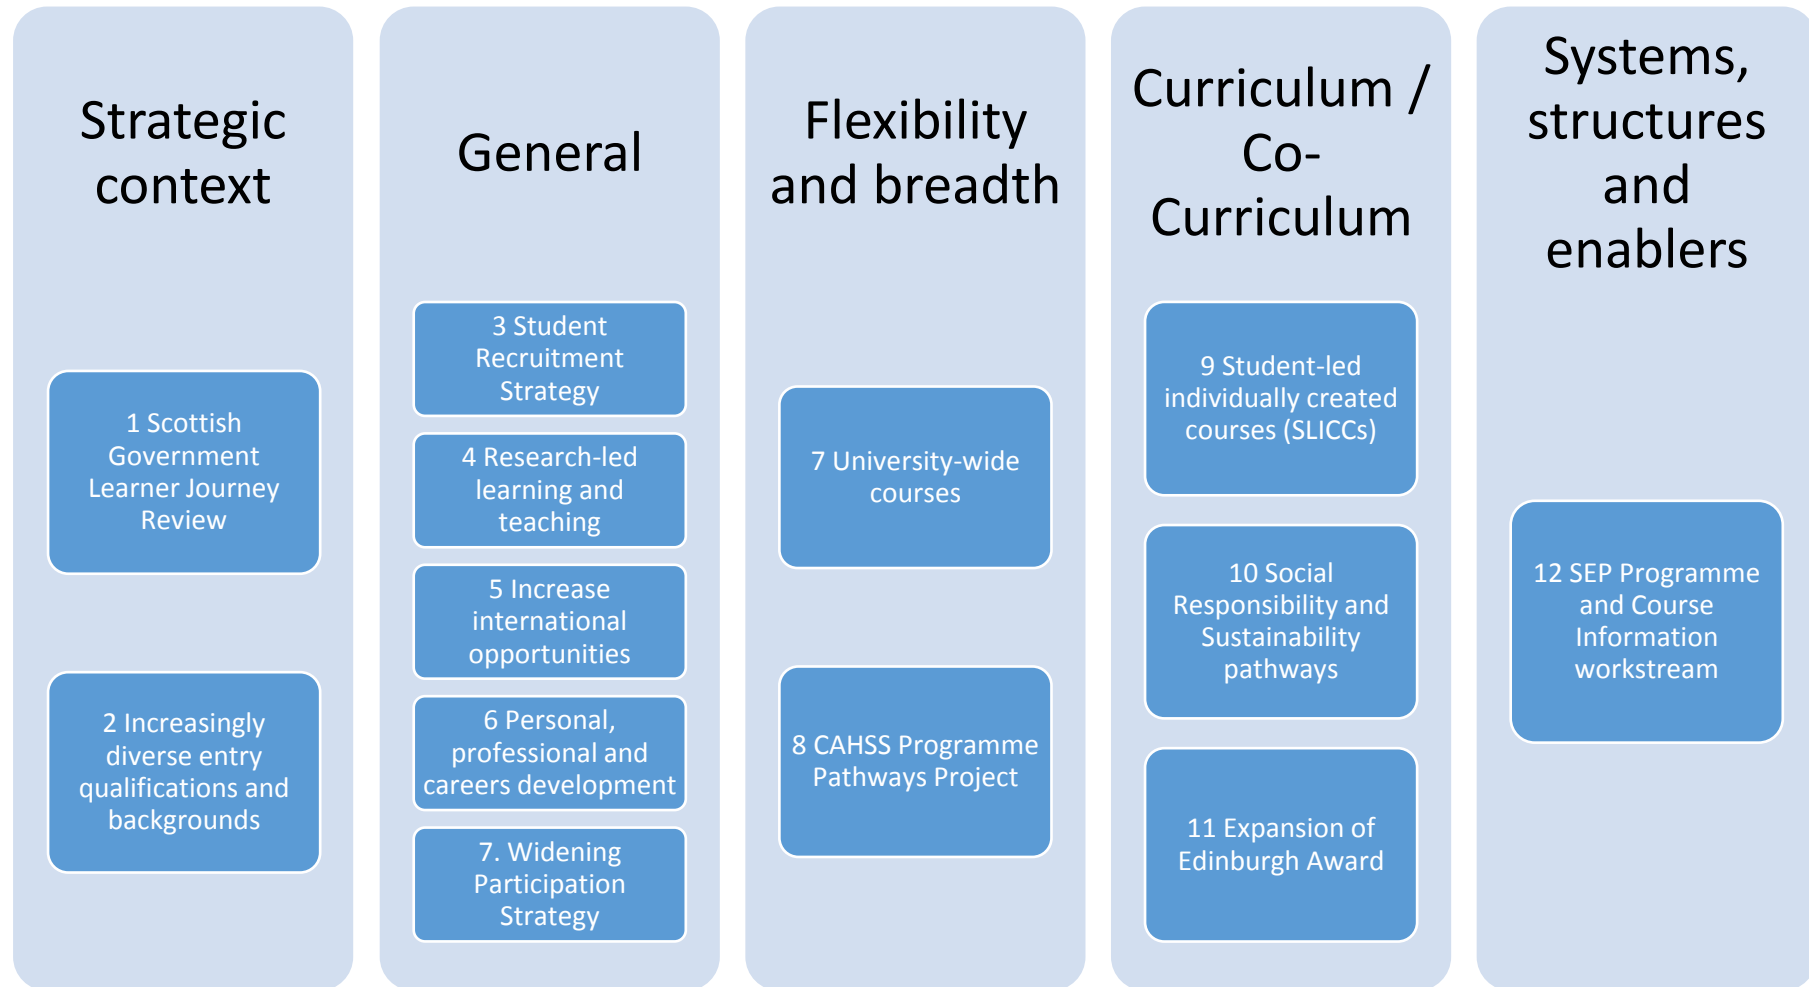 Strategic
context
1 Scottish
Government
Learner Journey
Review
2 Increasingly
diverse entry
qualifications and
backgrounds
General
3 Student
Recruitment
Strategy
4 Research-led
learning and
teaching
5 Increase
international
opportunities
6 Personal,
professional and
careers development
7. Widening
Participation
Strategy
Flexibility
and breadth
7 University-wide
courses
8 CAHSS Programme
Pathways Project
Curriculum /
Co-
Curriculum
9 Student-led
individually created
courses (SLICCs)
10 Social
Responsibility and
Sustainability
pathways
11 Expansion of
Edinburgh Award
Systems,
structures
and
enablers
12 SEP Programme
and Course
Information
workstream